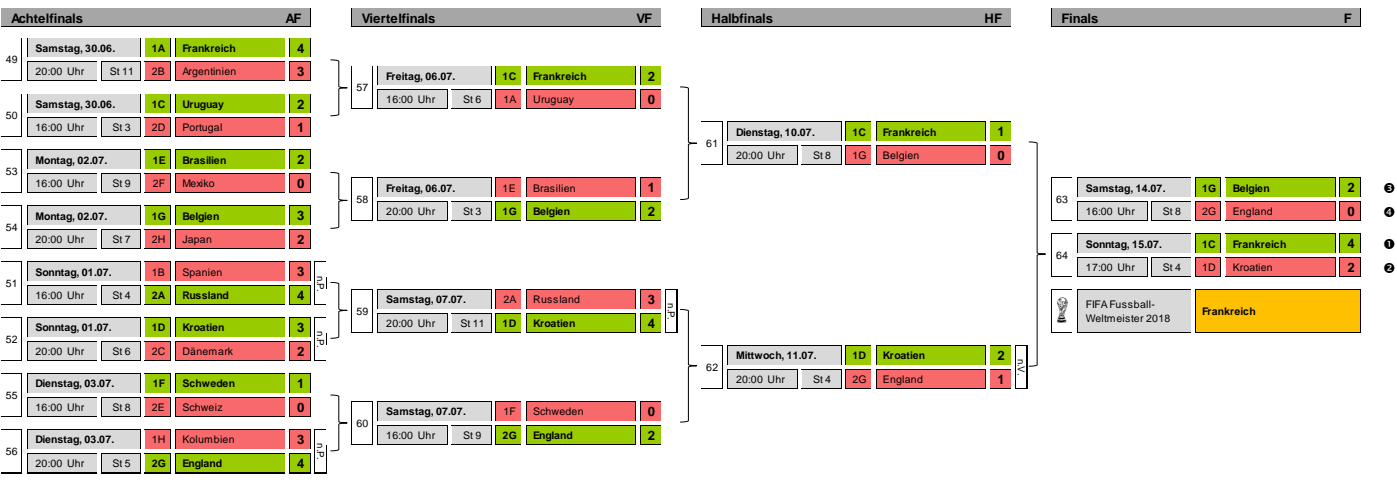 Achtelfinals AF
49 Samstag, 30.06. 1A Frankreich 4
20:00 Uhr St 11 2B Argentinien 3
50 Samstag, 30.06. 1C Uruguay 2
16:00 Uhr St 3 2D Portugal 1
53 Montag, 02.07. 1E Brasilien 2
16:00 Uhr St 9 2F Mexiko 0
54 Montag, 02.07. 1G Belgien 3
20:00 Uhr St 7 2H Japan 2
51 Sonntag, 01.07. 1B Spanien 3 n.P.
16:00 Uhr St 4 2A Russland 4
52 Sonntag, 01.07. 1D Kroatien 3 n.P.
20:00 Uhr St 6 2C Dänemark 2
55 Dienstag, 03.07. 1F Schweden 1
16:00 Uhr St 8 2E Schweiz 0
56 Dienstag, 03.07. 1H Kolumbien 3 n.P.
20:00 Uhr St 5 2G England 4
Viertelfinals VF
57 Freitag, 06.07. 1C Frankreich 2
16:00 Uhr St 6 1A Uruguay 0
58 Freitag, 06.07. 1E Brasilien 1
20:00 Uhr St 3 1G Belgien 2
59 Samstag, 07.07. 2A Russland 3 n.P.
20:00 Uhr St 11 1D Kroatien 4
60 Samstag, 07.07. 1F Schweden 0
16:00 Uhr St 9 2G England 2
Halbfinals HF
61 Dienstag, 10.07. 1C Frankreich 1
20:00 Uhr St 8 1G Belgien 0
62 Mittwoch, 11.07. 1D Kroatien 2 n.V.
20:00 Uhr St 4 2G England 1
Finals F
63 Samstag, 14.07. 1G Belgien 2 ❸
16:00 Uhr St 8 2G England 0 ❹
64 Sonntag, 15.07. 1C Frankreich 4 ❶
17:00 Uhr St 4 1D Kroatien 2 ❷
FIFA Fussball-
Weltmeister 2018 Frankreich